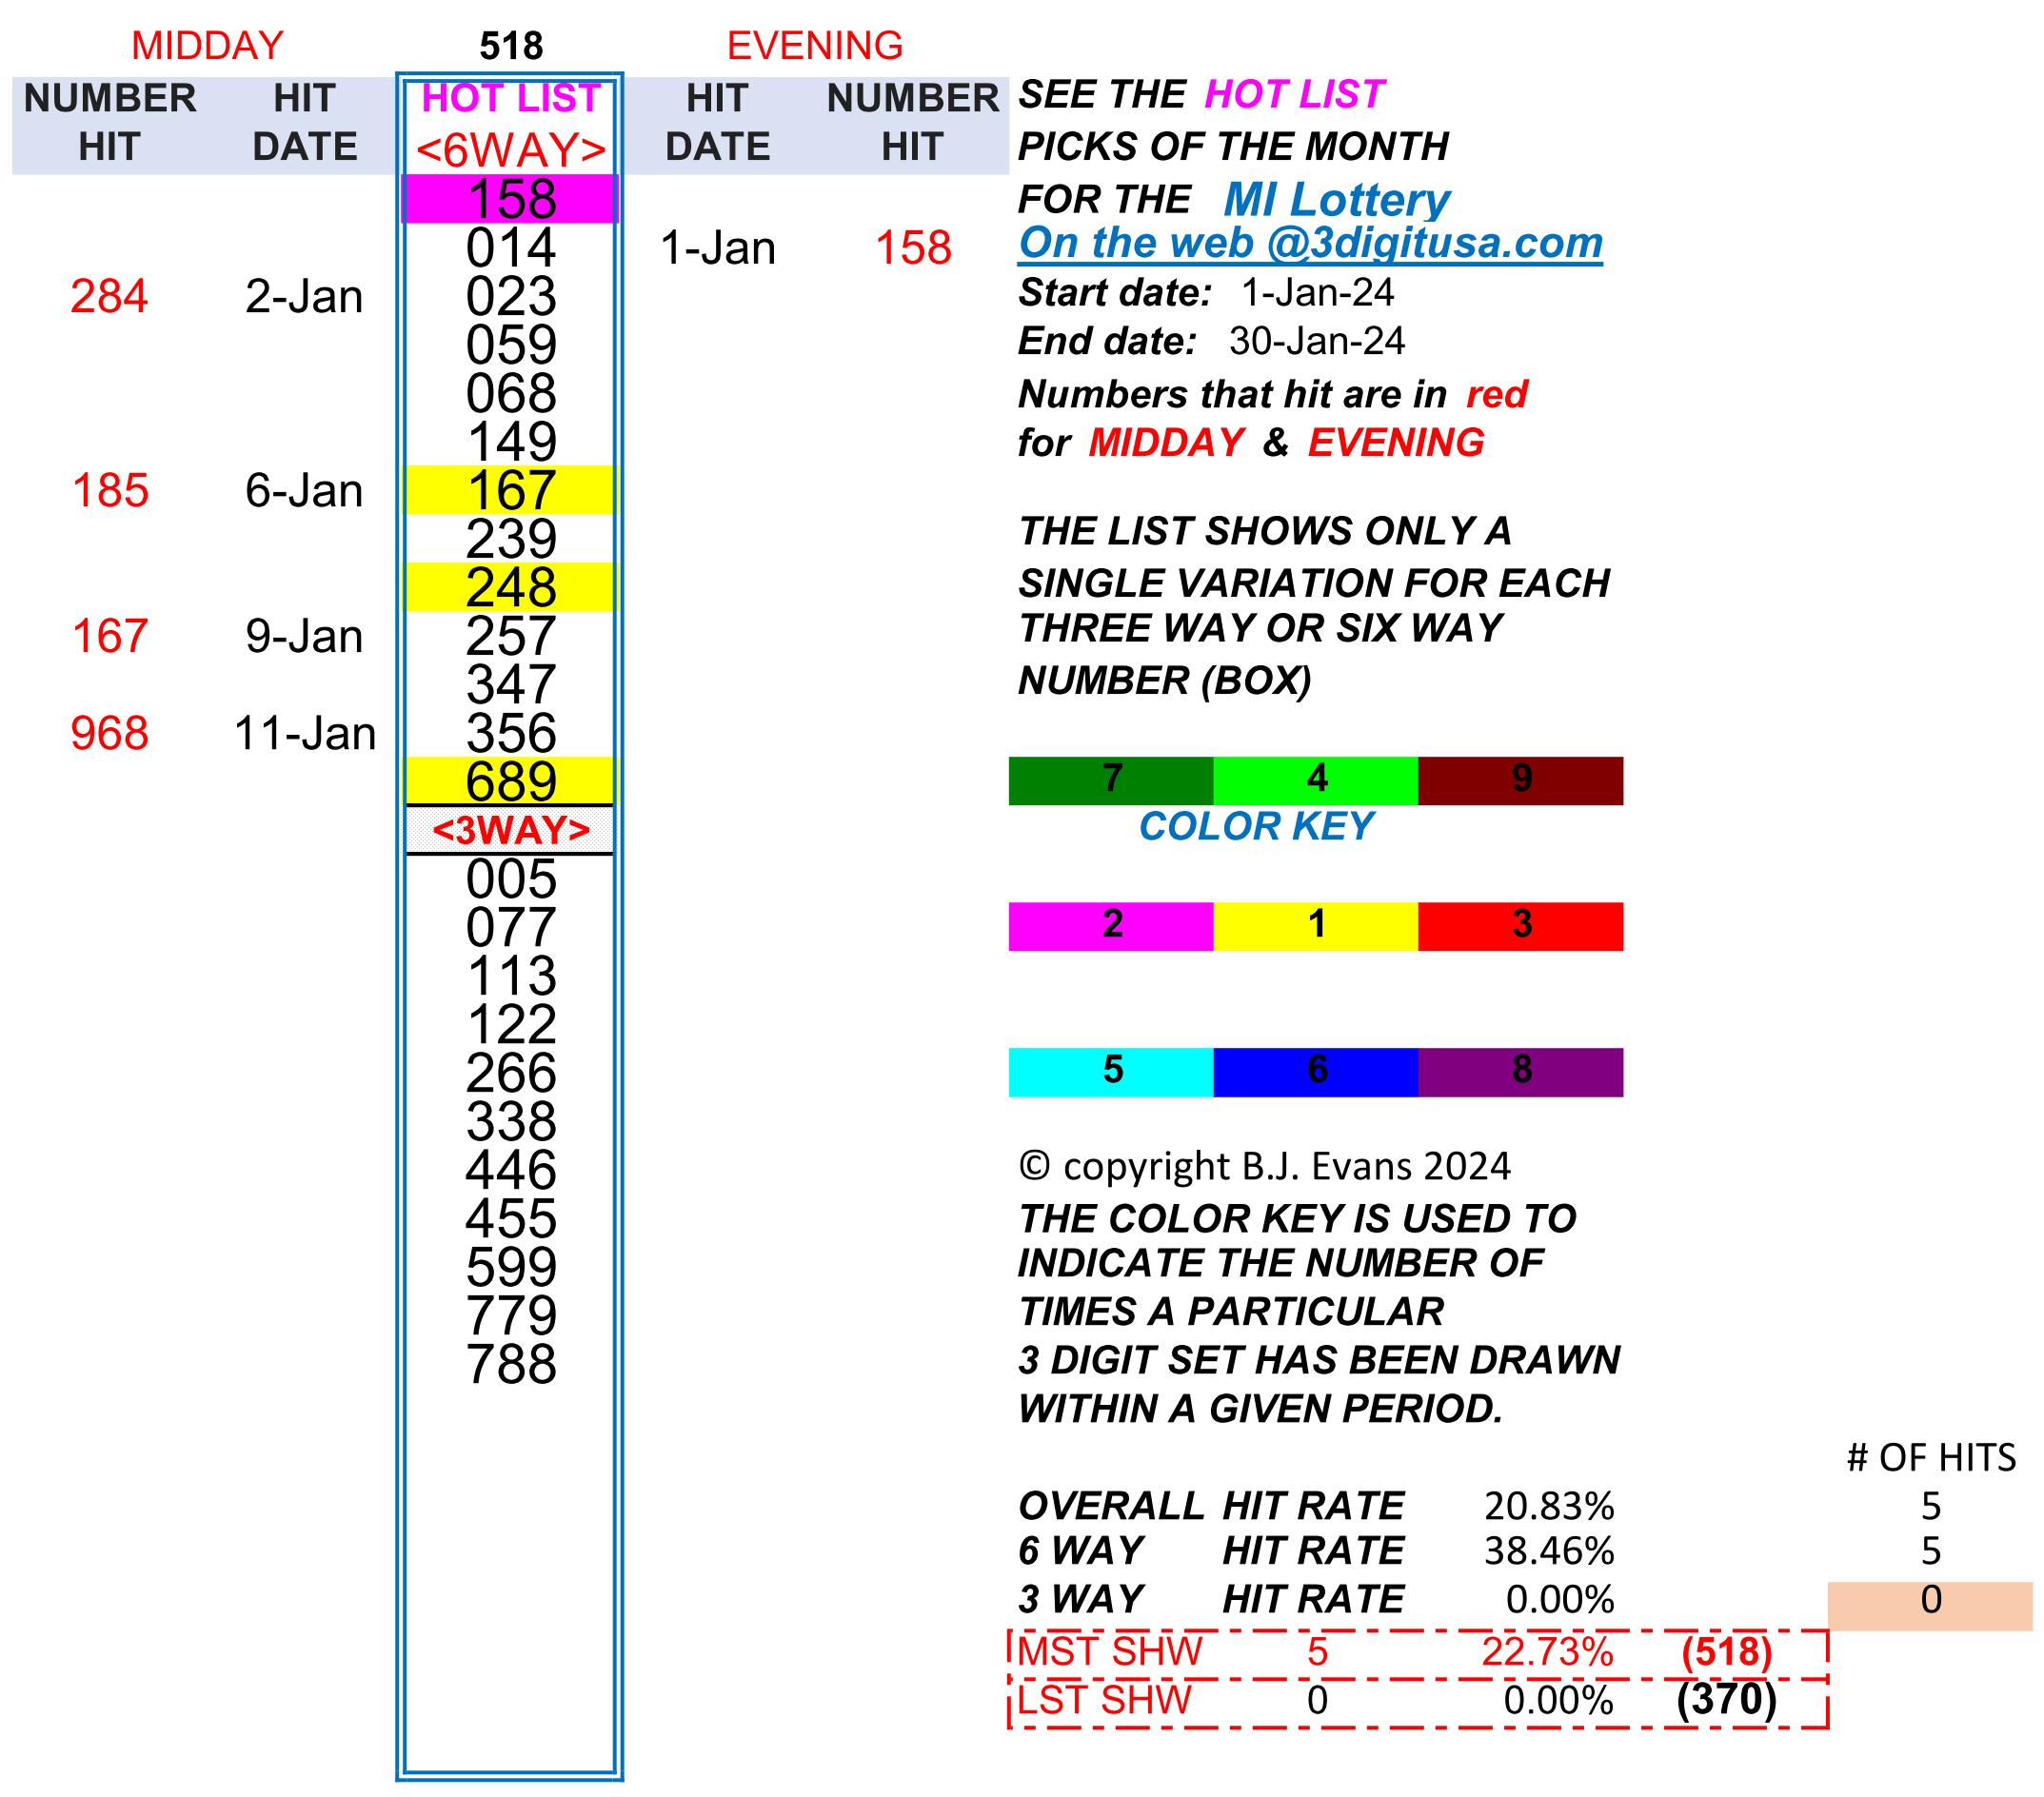 MIDDAY 518 EVENING
NUMBER HIT HOT LIST HIT NUMBER
HIT DATE <6WAY> DATE HIT
158
014 1-Jan 158
284 2-Jan 023
059
068
149
185 6-Jan 167
239
248
167 9-Jan 257
347
968 11-Jan 356
689
<3WAY>
005
077
113
122
266
338
446
455
599
779
788
SEE THE HOT LIST
PICKS OF THE MONTH
FOR THE MI Lottery
On the web @3digitusa.com
Start date: 1-Jan-24
End date: 30-Jan-24
Numbers that hit are in red
for MIDDAY & EVENING
THE LIST SHOWS ONLY A
SINGLE VARIATION FOR EACH
THREE WAY OR SIX WAY
NUMBER (BOX)
7 4 9
COLOR KEY
2 1 3
5 6 8
© copyright B.J. Evans 2024
THE COLOR KEY IS USED TO
INDICATE THE NUMBER OF
TIMES A PARTICULAR
3 DIGIT SET HAS BEEN DRAWN
WITHIN A GIVEN PERIOD.
# OF HITS
OVERALL HIT RATE 20.83% 5
6 WAY HIT RATE 38.46% 5
3 WAY HIT RATE 0.00% 0
MST SHW 5 22.73% (518)
LST SHW 0 0.00% (370)